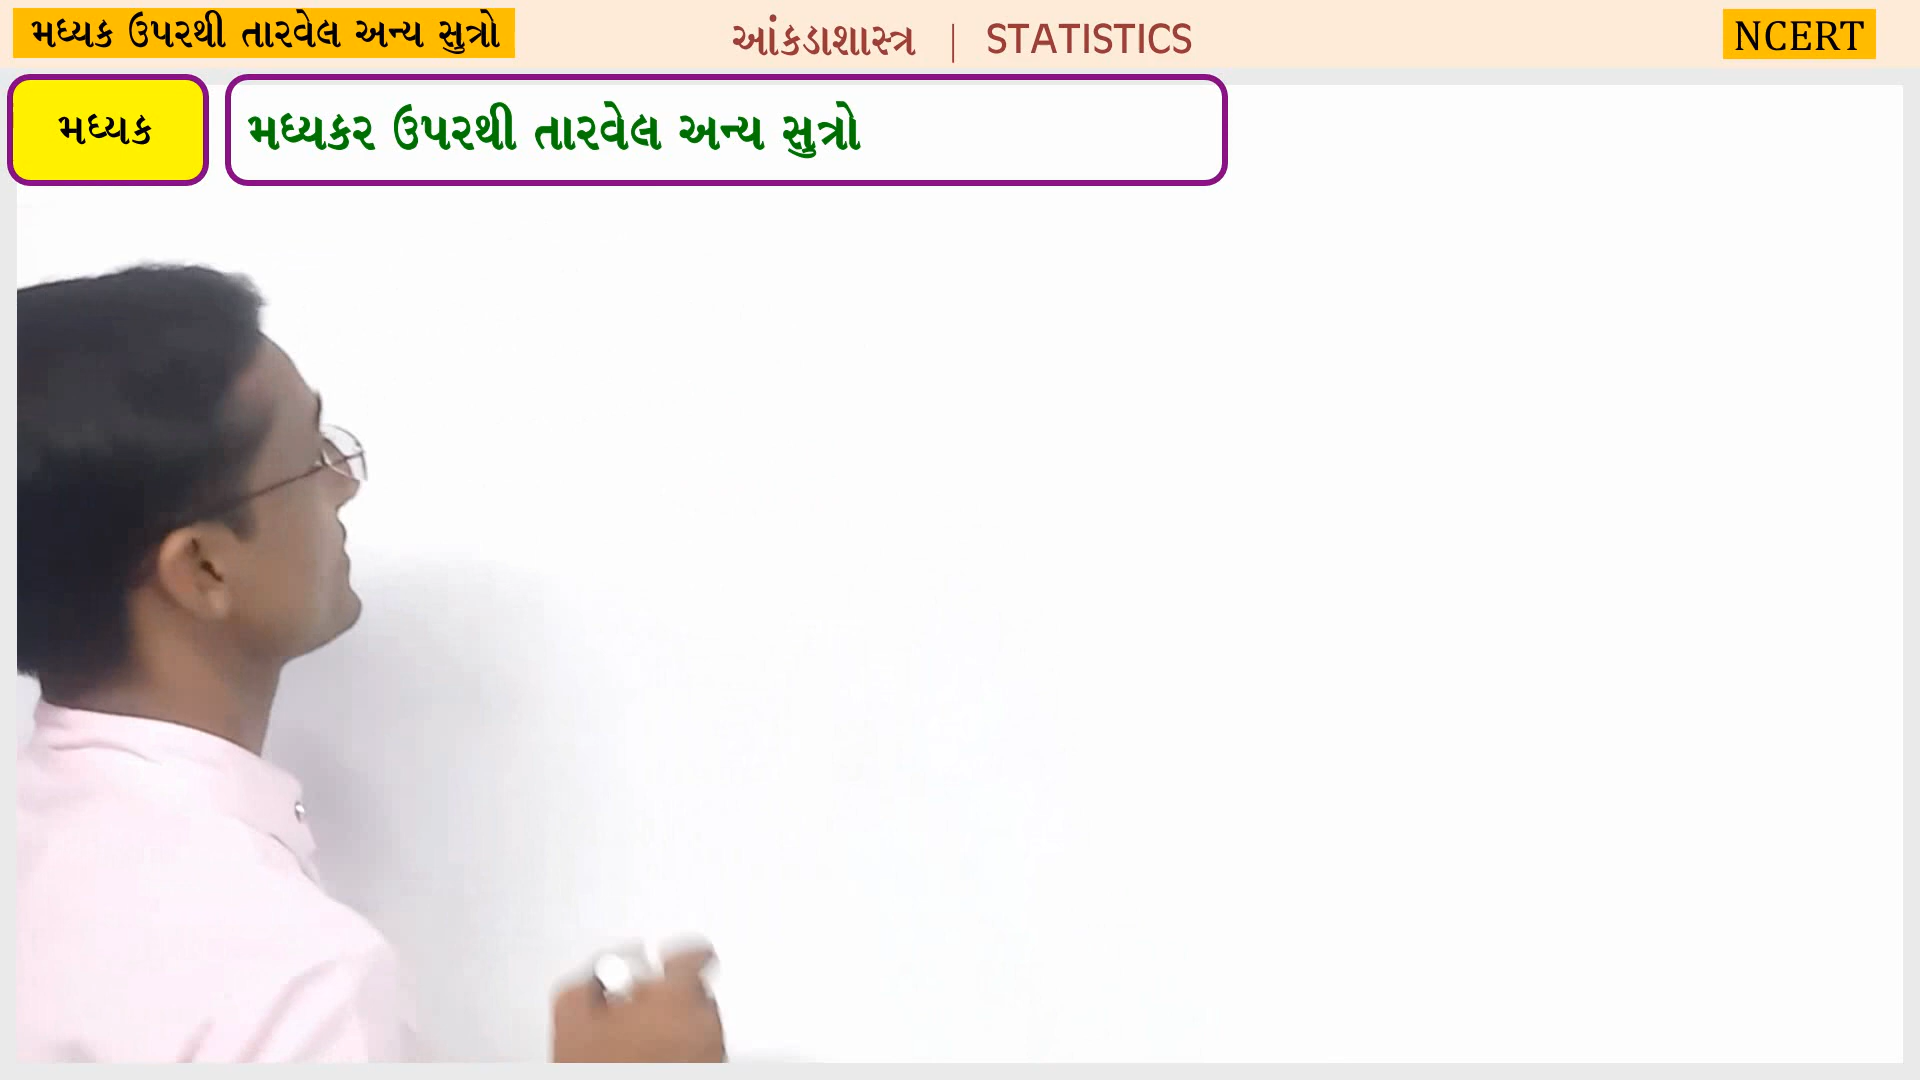 મધ્યક ઉપરથી તારવેલ અન્ય સુત્રો
આંકડાશાસ્ત્ર | STATISTICS
NCERT
મધ્યક
મધ્યકર ઉપરથી તારવેલ અન્ય સુત્રો